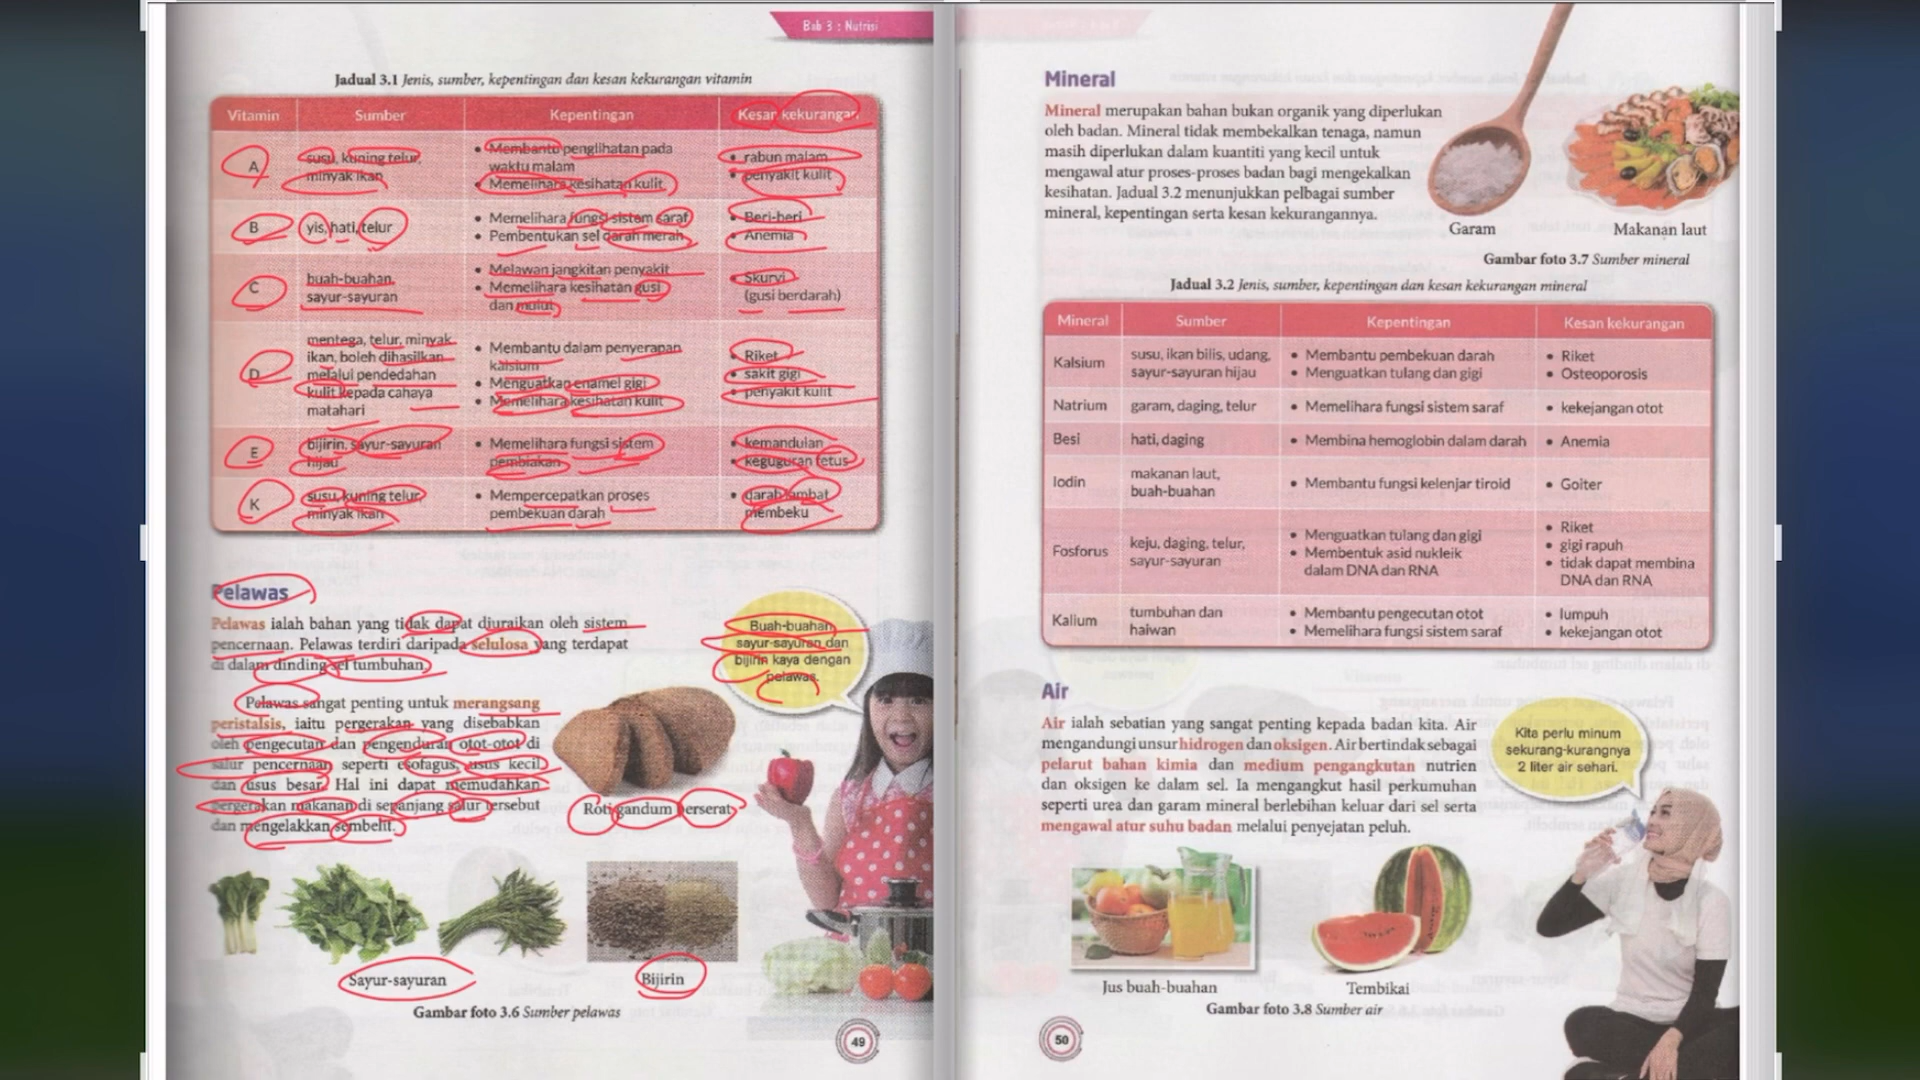 Bab 3 : Nutrisi
Jadual 3.1 Jenis, sumber, kepentingan dan kesan kekurangan vitamin
Vitamin Sumber Kepentingan Kesan kekurangan
A
susu, kuning telur,
minyak ikan
• Membantu penglihatan pada
waktu malam
• Memelihara kesihatan kulit
• rabun malam
• penyakit kulit
B
yis, hati, telur
• Memelihara fungsi sistem saraf
• Pembentukan sel darah merah
• Beri-beri
• Anemia
C
buah-buahan,
sayur-sayuran
• Melawan jangkitan penyakit
• Memelihara kesihatan gusi
dan mulut
• Skurvi
(gusi berdarah)
D
mentega, telur, minyak
ikan, boleh dihasilkan
melalui pendedahan
kulit kepada cahaya
matahari
• Membantu dalam penyerapan
kalsium
• Menguatkan enamel gigi
• Memelihara kesihatan kulit
• Riket
• sakit gigi
• penyakit kulit
E
bijirin, sayur-sayuran
hijau
• Memelihara fungsi sistem
pembiakan
• kemandulan
• keguguran fetus
K
susu, kuning telur,
minyak ikan
• Mempercepatkan proses
pembekuan darah
• darah lambat
membeku
Pelawas
Pelawas ialah bahan yang tidak dapat diuraikan oleh sistem
pencernaan. Pelawas terdiri daripada selulosa yang terdapat
di dalam dinding sel tumbuhan.
Buah-buahan,
sayur-sayuran dan
bijirin kaya dengan
pelawas.
Pelawas sangat penting untuk merangsang
peristalsis, iaitu pergerakan yang disebabkan
oleh pengecutan dan pengenduran otot-otot di
salur pencernaan seperti esofagus, usus kecil
dan usus besar. Hal ini dapat memudahkan
pergerakan makanan di sepanjang salur tersebut
dan mengelakkan sembelit.
Roti gandum berserat
Sayur-sayuran
Bijirin
Gambar foto 3.6 Sumber pelawas
49
Mineral
Mineral merupakan bahan bukan organik yang diperlukan
oleh badan. Mineral tidak membekalkan tenaga, namun
masih diperlukan dalam kuantiti yang kecil untuk
mengawal atur proses-proses badan bagi mengekalkan
kesihatan. Jadual 3.2 menunjukkan pelbagai sumber
mineral, kepentingan serta kesan kekurangannya.
Garam
Makanan laut
Gambar foto 3.7 Sumber mineral
Jadual 3.2 Jenis, sumber, kepentingan dan kesan kekurangan mineral
Mineral Sumber Kepentingan Kesan kekurangan
Kalsium
susu, ikan bilis, udang,
sayur-sayuran hijau
• Membantu pembekuan darah
• Menguatkan tulang dan gigi
• Riket
• Osteoporosis
Natrium garam, daging, telur • Memelihara fungsi sistem saraf • kekejangan otot
Besi hati, daging • Membina hemoglobin dalam darah • Anemia
Iodin
makanan laut,
buah-buahan
• Membantu fungsi kelenjar tiroid
• Goiter
Fosforus
keju, daging, telur,
sayur-sayuran
• Menguatkan tulang dan gigi
• Membentuk asid nukleik
dalam DNA dan RNA
• Riket
• gigi rapuh
• tidak dapat membina
DNA dan RNA
Kalium
tumbuhan dan
haiwan
• Membantu pengecutan otot
• Memelihara fungsi sistem saraf
• lumpuh
• kekejangan otot
Air
Air ialah sebatian yang sangat penting kepada badan kita. Air
mengandungi unsur hidrogen dan oksigen. Air bertindak sebagai
pelarut bahan kimia dan medium pengangkutan nutrien
dan oksigen ke dalam sel. Ia mengangkut hasil perkumuhan
seperti urea dan garam mineral berlebihan keluar dari sel serta
mengawal atur suhu badan melalui penyejatan peluh.
Kita perlu minum
sekurang-kurangnya
2 liter air sehari.
Jus buah-buahan
Tembikai
Gambar foto 3.8 Sumber air
50